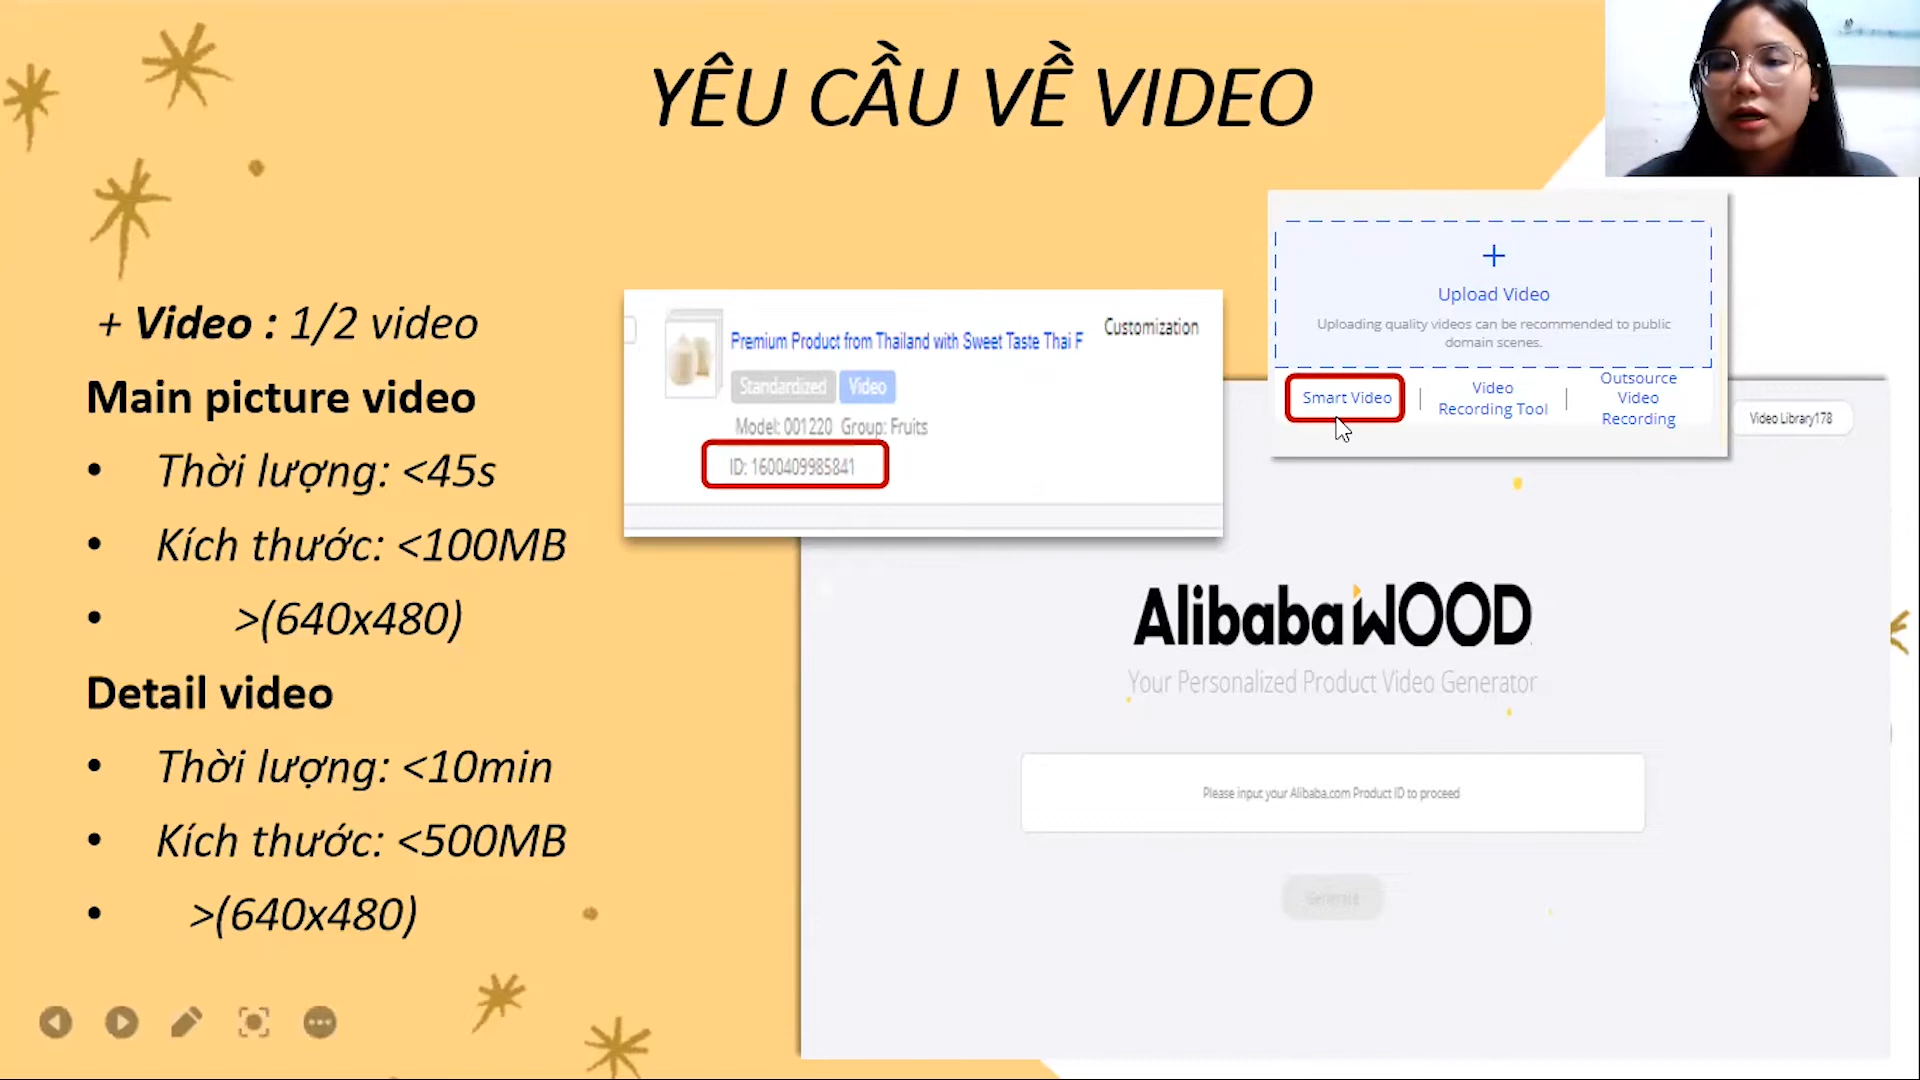 YÊU CẦU VỀ VIDEO
+ Video : 1/2 video
Main picture video
• Thời lượng: <45s
• Kích thước: <100MB
• >(640x480)
Detail video
• Thời lượng: <10min
• Kích thước: <500MB
• >(640x480)
Premium Product from Thailand with Sweet Taste Thai F
Customization
Standardized Video
Model: 001220 Group: Fruits
ID: 1600409985841
+
Upload Video
Uploading quality videos can be recommended to public
domain scenes.
Smart Video | Video Recording Tool | Outsource Video Recording
Video Library178
AlibabaWOOD
Your Personalized Product Video Generator
Please input your Alibaba.com Product ID to proceed
Generate